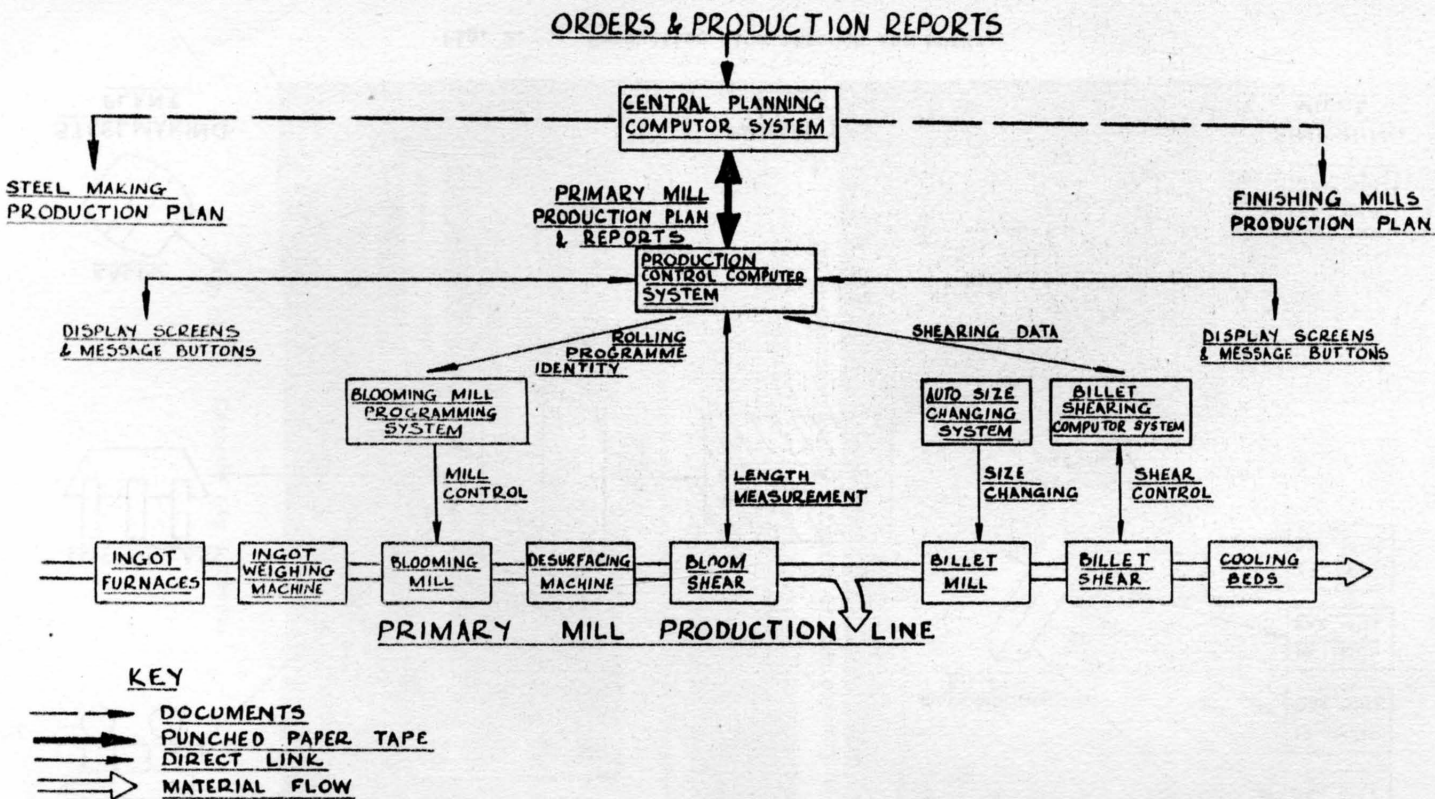 ORDERS & PRODUCTION REPORTS
CENTRAL PLANNING
COMPUTOR SYSTEM
STEEL MAKING
PRODUCTION PLAN
PRIMARY MILL
PRODUCTION PLAN
& REPORTS
FINISHING MILLS
PRODUCTION PLAN
PRODUCTION
CONTROL COMPUTER
SYSTEM
DISPLAY SCREENS
& MESSAGE BUTTONS
ROLLING
PROGRAMME
IDENTITY
SHEARING DATA
DISPLAY SCREENS
& MESSAGE BUTTONS
BLOOMING MILL
PROGRAMMING
SYSTEM
AUTO SIZE
CHANGING
SYSTEM
BILLET
SHEARING
COMPUTOR SYSTEM
MILL
CONTROL
LENGTH
MEASUREMENT
SIZE
CHANGING
SHEAR
CONTROL
INGOT
FURNACES
INGOT
WEIGHING
MACHINE
BLOOMING
MILL
DESURFACING
MACHINE
BLOOM
SHEAR
BILLET
MILL
BILLET
SHEAR
COOLING
BEDS
PRIMARY MILL PRODUCTION LINE
KEY
DOCUMENTS
PUNCHED PAPER TAPE
DIRECT LINK
MATERIAL FLOW